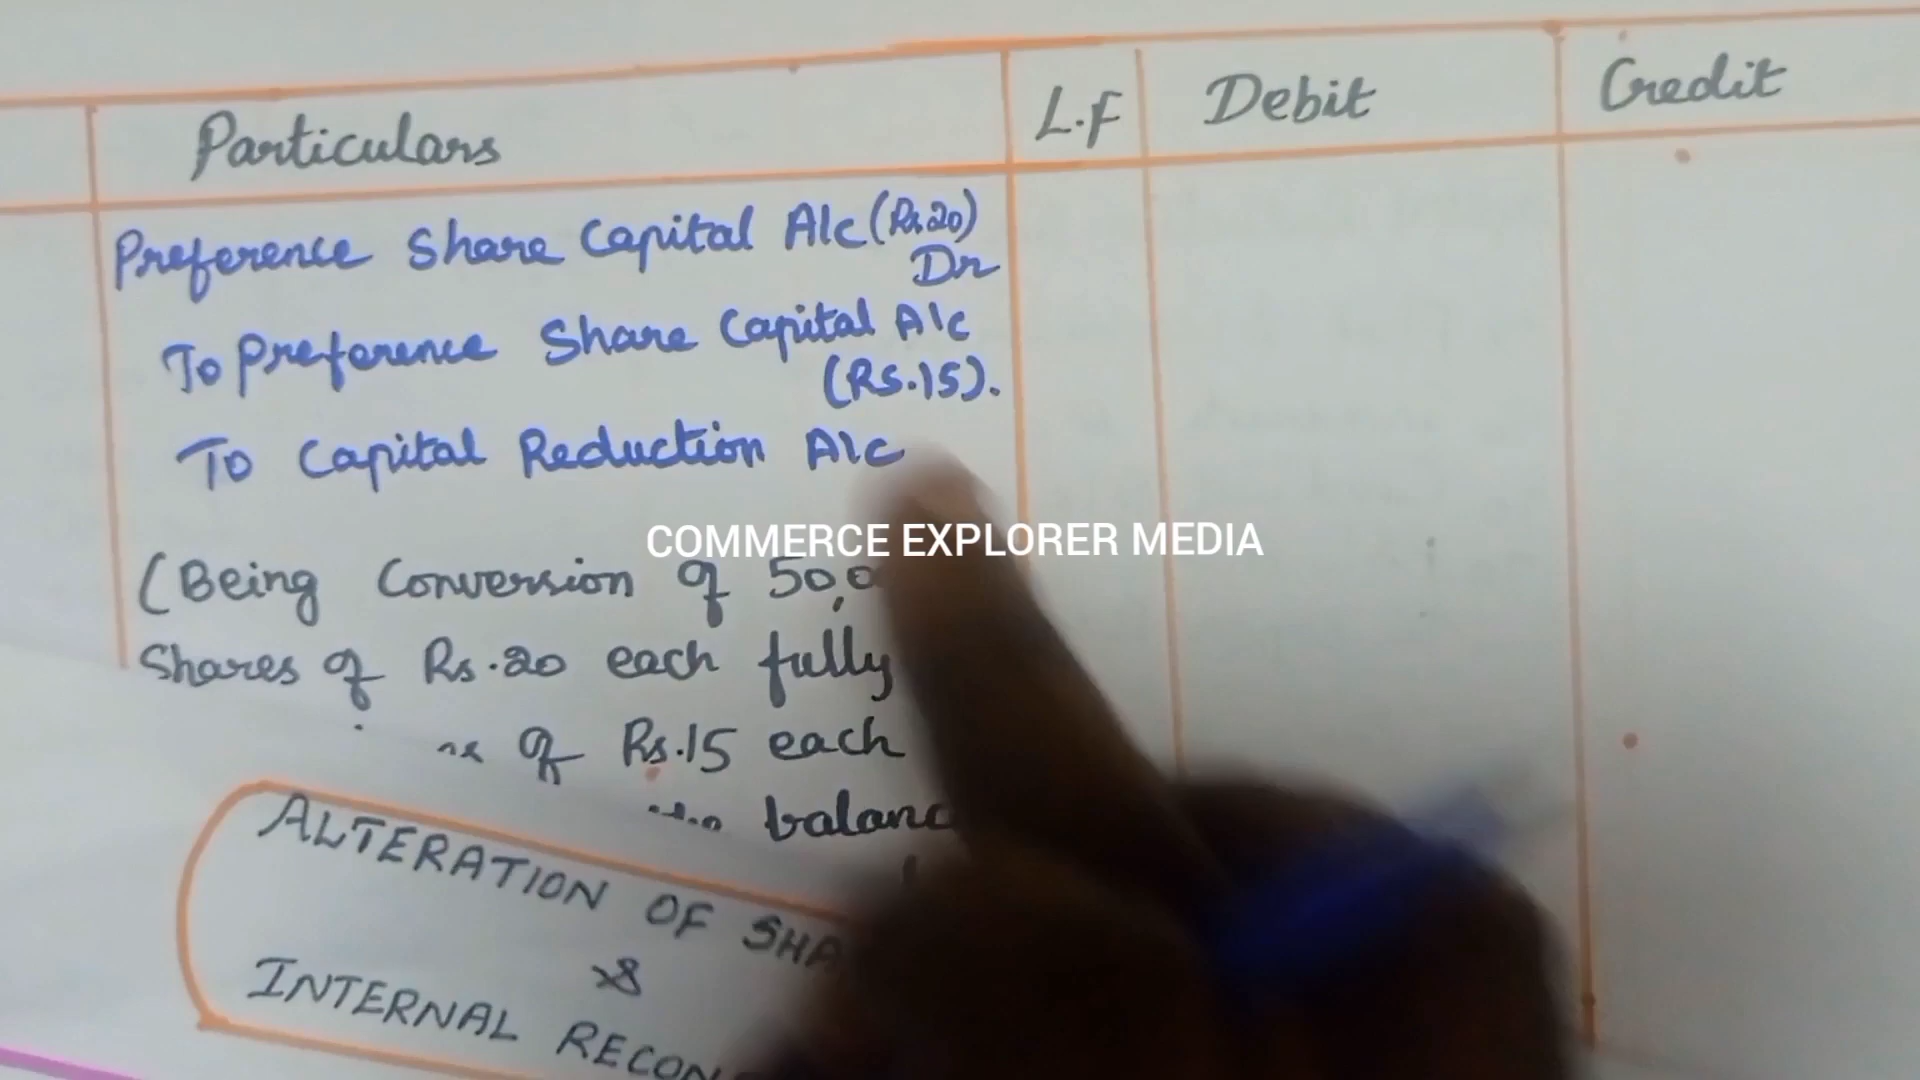 Particulars L.F Debit Credit
Preference Share Capital A/c (Rs.20)
Dr
To Preference Share Capital A/c
(Rs.15).
To Capital Reduction A/c
COMMERCE EXPLORER MEDIA
(Being Conversion of
Shares of Rs.20 each fully
of Rs.15 each
ALTERATION OF
&
INTERNAL